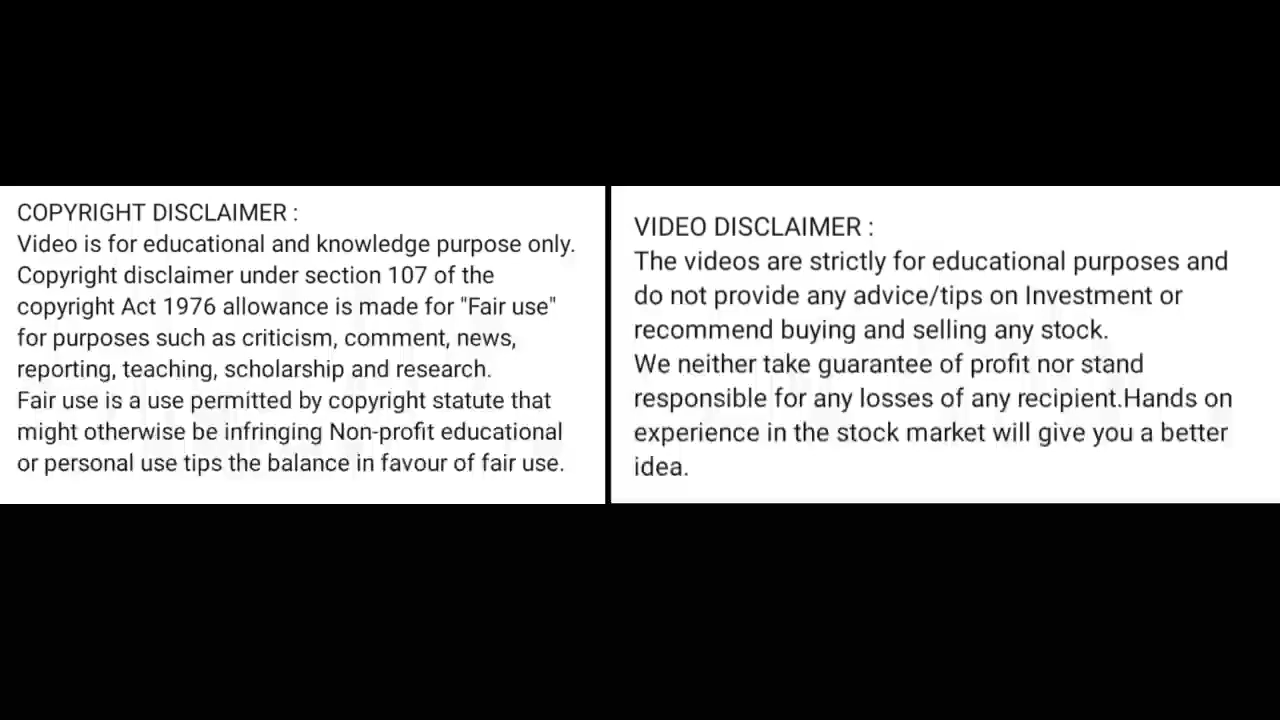 COPYRIGHT DISCLAIMER :
Video is for educational and knowledge purpose only.
Copyright disclaimer under section 107 of the
copyright Act 1976 allowance is made for "Fair use"
for purposes such as criticism, comment, news,
reporting, teaching, scholarship and research.
Fair use is a use permitted by copyright statute that
might otherwise be infringing Non-profit educational
or personal use tips the balance in favour of fair use.
VIDEO DISCLAIMER :
The videos are strictly for educational purposes and
do not provide any advice/tips on Investment or
recommend buying and selling any stock.
We neither take guarantee of profit nor stand
responsible for any losses of any recipient.Hands on
experience in the stock market will give you a better
idea.